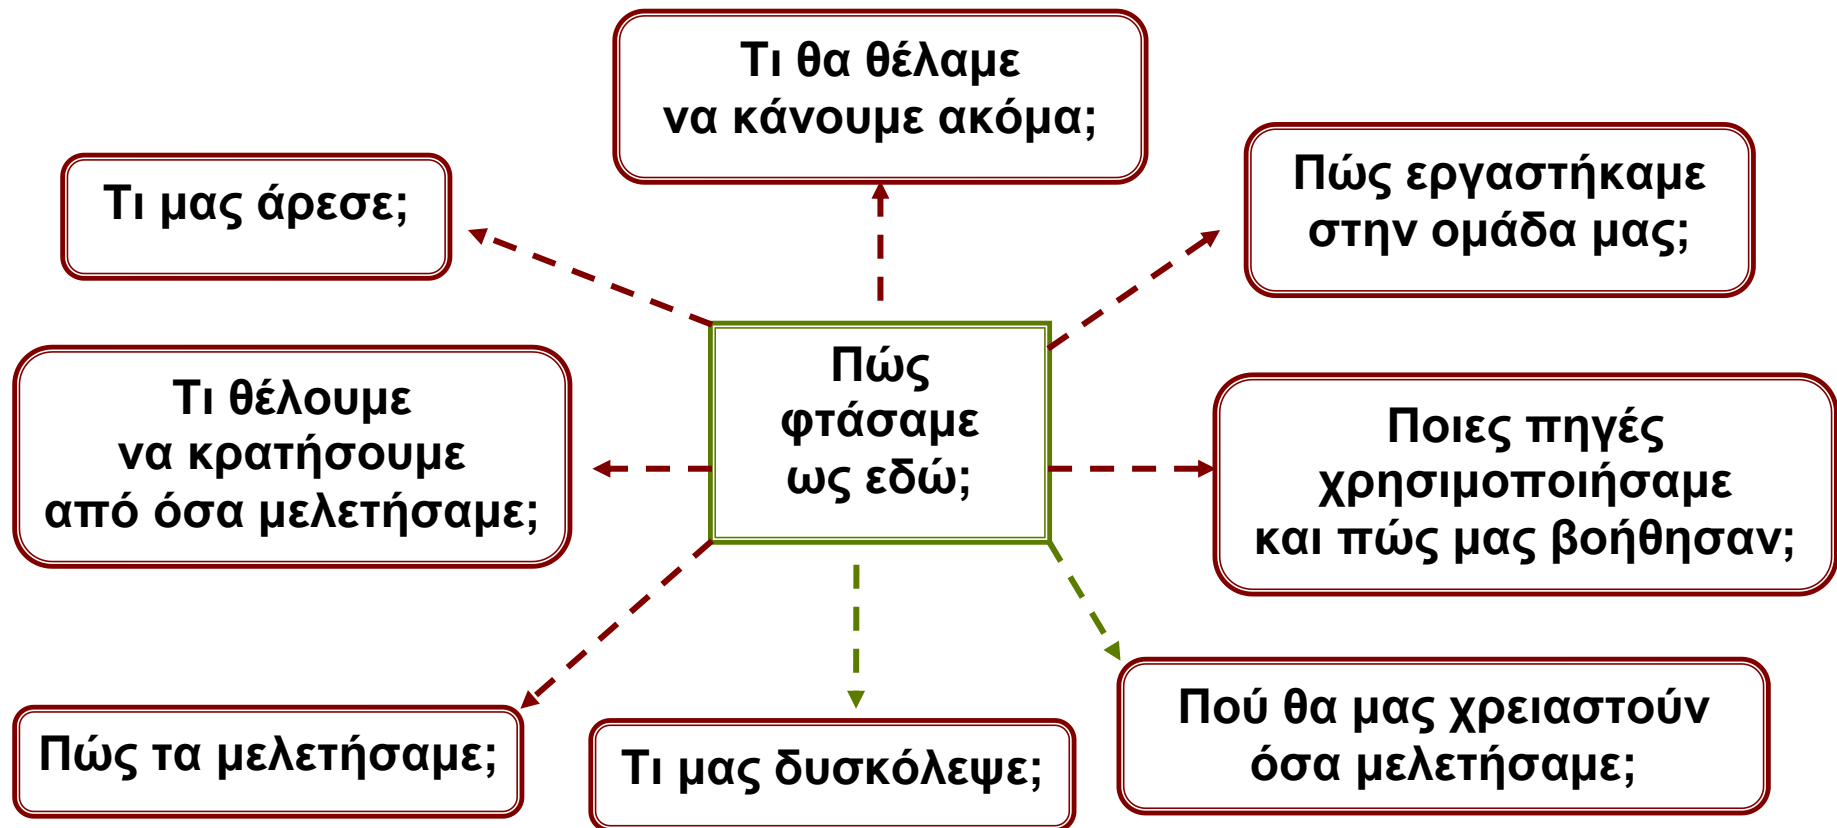 Τι θα θέλαμε
να κάνουμε ακόμα;
Τι μας άρεσε;
Πώς εργαστήκαμε
στην ομάδα μας;
Πώς
φτάσαμε
ως εδώ;
Τι θέλουμε
να κρατήσουμε
από όσα μελετήσαμε;
Ποιες πηγές
χρησιμοποιήσαμε
και πώς μας βοήθησαν;
Πώς τα μελετήσαμε;
Τι μας δυσκόλεψε;
Πού θα μας χρειαστούν
όσα μελετήσαμε;